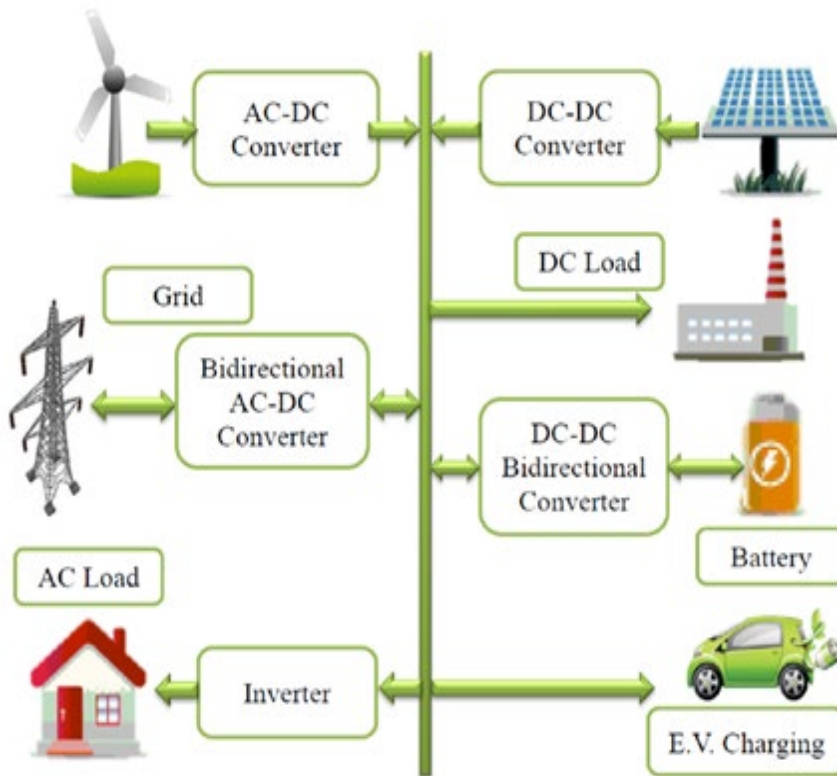 AC-DC
Converter
DC-DC
Converter
DC Load
Grid
Bidirectional
AC-DC
Converter
DC-DC
Bidirectional
Converter
Battery
AC Load
Inverter
E.V. Charging